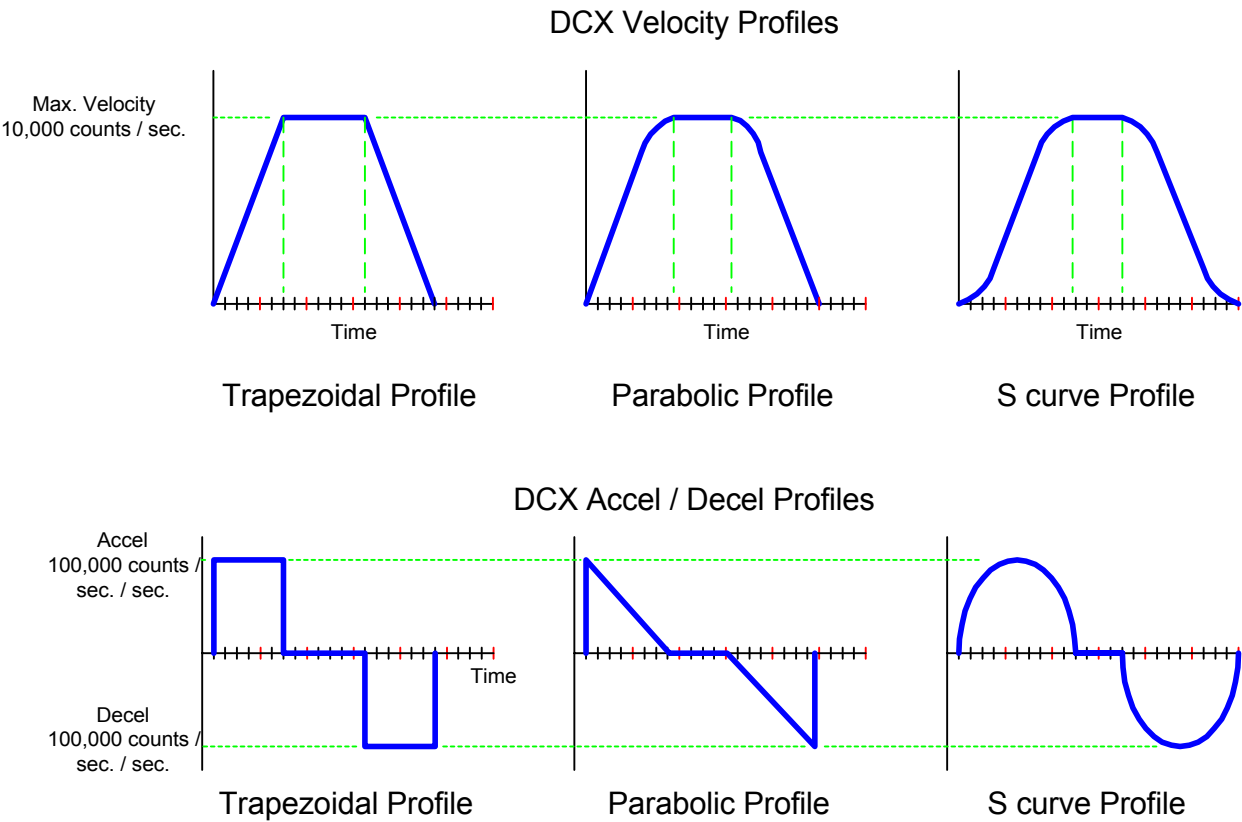 DCX Velocity Profiles
Max. Velocity
10,000 counts / sec.
Time
Time
Time
Trapezoidal Profile
Parabolic Profile
S curve Profile
DCX Accel / Decel Profiles
Accel
100,000 counts /
sec. / sec.
Time
Decel
100,000 counts /
sec. / sec.
Trapezoidal Profile
Parabolic Profile
S curve Profile